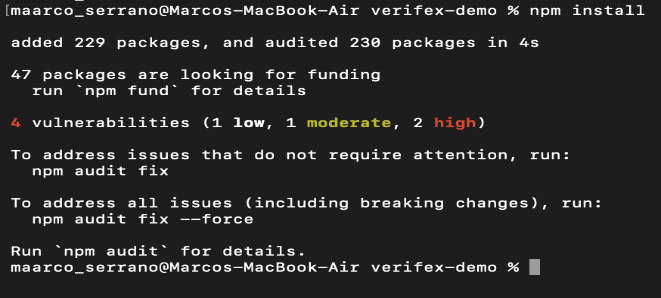 [maarco_serrano@Marcos-MacBook-Air verifex-demo % npm install
added 229 packages, and audited 230 packages in 4s
47 packages are looking for funding
  run `npm fund` for details
4 vulnerabilities (1 low, 1 moderate, 2 high)
To address issues that do not require attention, run:
  npm audit fix
To address all issues (including breaking changes), run:
  npm audit fix --force
Run `npm audit` for details.
maarco_serrano@Marcos-MacBook-Air verifex-demo %